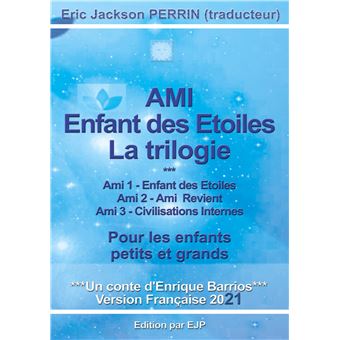 Eric Jackson PERRIN (traducteur)
AMI
Enfant des Etoiles
La trilogie
***
Ami 1 - Enfant des Etoiles
Ami 2 - Ami Revient
Ami 3 - Civilisations Internes
Pour les enfants
petits et grands
***Un conte d'Enrique Barrios***
Version Française 2021
Edition par EJP